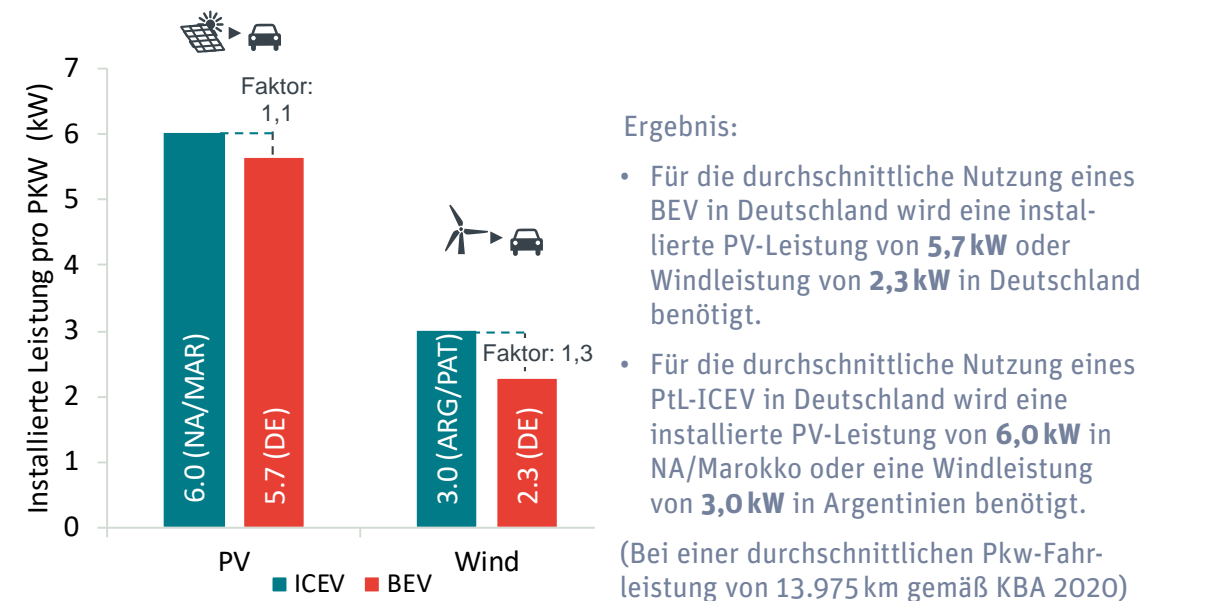 Installierte Leistung pro PKW (kW)
7
6
5
4
3
2
1
0
Faktor:
1,1
6.0 (NA/MAR)
5.7 (DE)
Faktor: 1,3
3.0 (ARG/PAT)
2.3 (DE)
PV
Wind
ICEV
BEV
Ergebnis:
• Für die durchschnittliche Nutzung eines
BEV in Deutschland wird eine instal-
lierte PV-Leistung von 5,7 kW oder
Windleistung von 2,3 kW in Deutschland
benötigt.
• Für die durchschnittliche Nutzung eines
PtL-ICEV in Deutschland wird eine
installierte PV-Leistung von 6,0 kW in
NA/Marokko oder eine Windleistung
von 3,0 kW in Argentinien benötigt.
(Bei einer durchschnittlichen Pkw-Fahr-
leistung von 13.975 km gemäß KBA 2020)